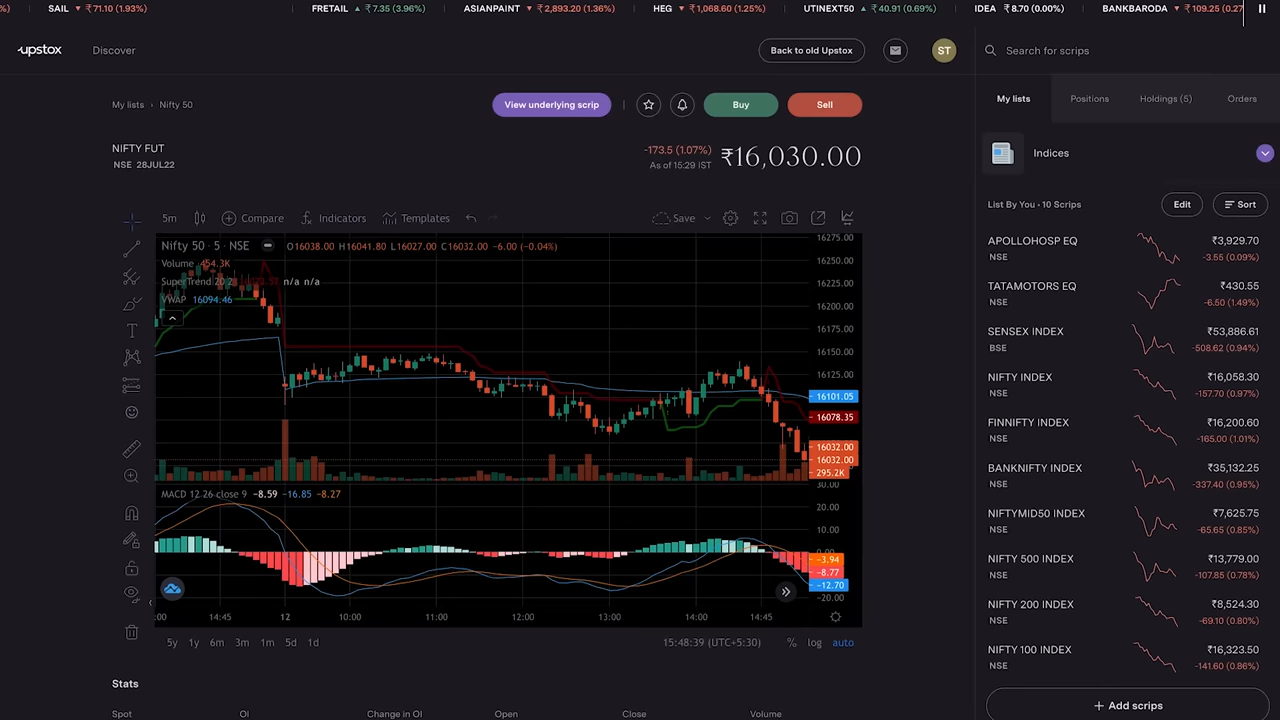 %) SAIL ▼ ₹71.10 (1.93%) FRETAIL ▲ ₹7.35 (3.96%) ASIANPAINT ▼ ₹2,893.20 (1.36%) HEG ▼ ₹1,068.60 (1.25%) UTINEXT50 ▲ ₹40.91 (0.69%) IDEA ₹8.70 (0.00%) BANKBARODA ▼ ₹109.25 (0.27
upstox Discover Back to old Upstox ST Search for scrips
My lists › Nifty 50 View underlying scrip Buy Sell
My lists Positions Holdings (5) Orders
NIFTY FUT
NSE 28JUL22
-173.5 (1.07%) ₹16,030.00
As of 15:29 IST
Indices
List By You • 10 Scrips Edit Sort
5m Compare Indicators Templates Save
Nifty 50 · 5 · NSE O16038.00 H16041.80 L16027.00 C16032.00 −6.00 (−0.04%)
Volume 454.3K
SuperTrend 20 2 n/a n/a
VWAP 16094.46
16275.00
16250.00
16225.00
16200.00
16175.00
16150.00
16125.00
16101.05
16078.35
16032.00
16032.00
295.2K
MACD 12 26 close 9 −8.59 −16.85 −8.27
30.00
20.00
10.00
0.00
−3.94
−8.77
−12.70
−20.00
:00 14:45 12 10:00 11:00 12:00 13:00 14:00 14:45
5y 1y 6m 3m 1m 5d 1d 15:48:39 (UTC+5:30) % log auto
Stats
Spot OI Change in OI Open Close Volume
APOLLOHOSP EQ ₹3,929.70
NSE -3.55 (0.09%)
TATAMOTORS EQ ₹430.55
NSE -6.50 (1.49%)
SENSEX INDEX ₹53,886.61
BSE -508.62 (0.94%)
NIFTY INDEX ₹16,058.30
NSE -157.70 (0.97%)
FINNIFTY INDEX ₹16,200.60
NSE -165.00 (1.01%)
BANKNIFTY INDEX ₹35,132.25
NSE -337.40 (0.95%)
NIFTYMID50 INDEX ₹7,625.75
NSE -65.65 (0.85%)
NIFTY 500 INDEX ₹13,779.00
NSE -107.85 (0.78%)
NIFTY 200 INDEX ₹8,524.30
NSE -69.10 (0.80%)
NIFTY 100 INDEX ₹16,323.50
NSE -141.60 (0.86%)
+ Add scrips